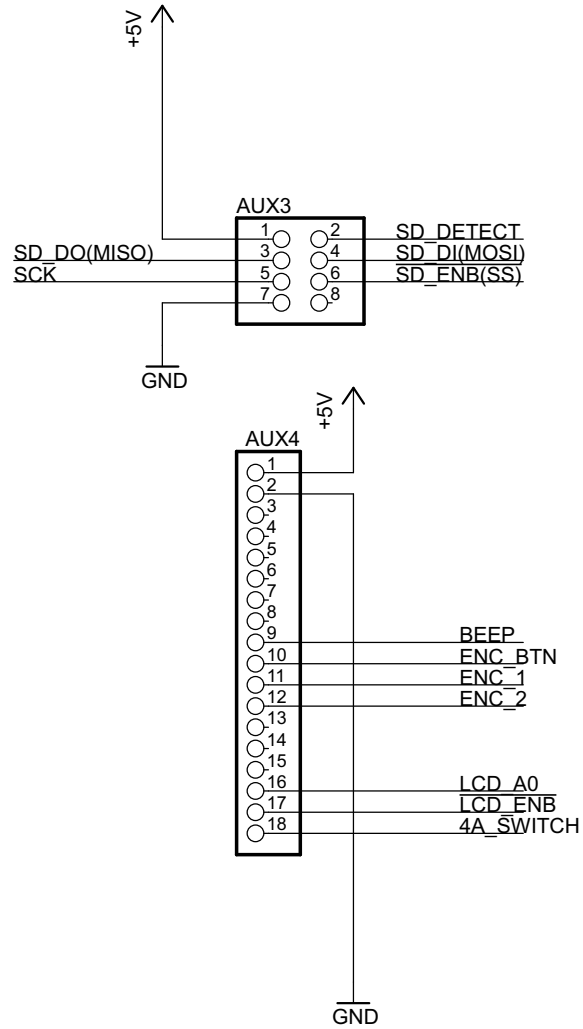 +5V
AUX3
1 2 SD_DETECT
SD_DO(MISO) 3 4 SD_DI(MOSI)
SCK 5 6 SD_ENB(SS)
7 8
GND
+5V
AUX4
1
2
3
4
5
6
7
8
9 BEEP
10 ENC_BTN
11 ENC_1
12 ENC_2
13
14
15
16 LCD_A0
17 LCD_ENB
18 4A_SWITCH
GND